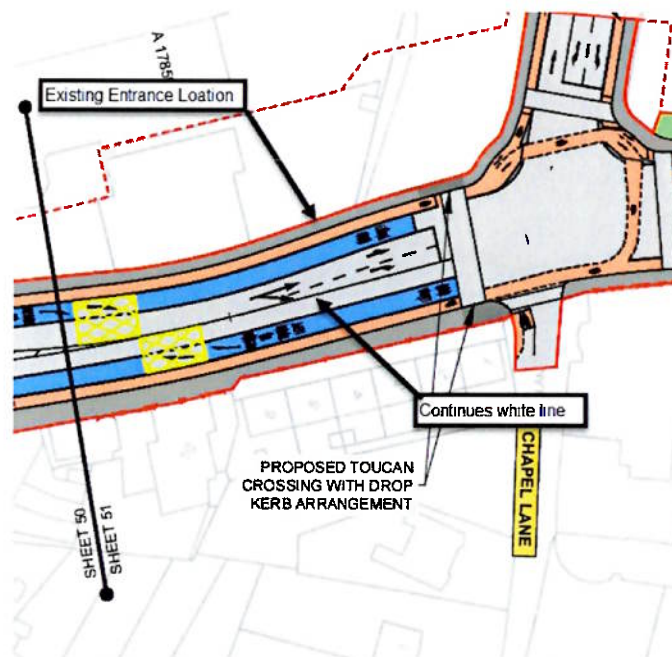 A 1785
Existing Entrance Loation
Continues white line
PROPOSED TOUCAN
CROSSING WITH DROP
KERB ARRANGEMENT
CHAPEL LANE
SHEET 50
SHEET 51